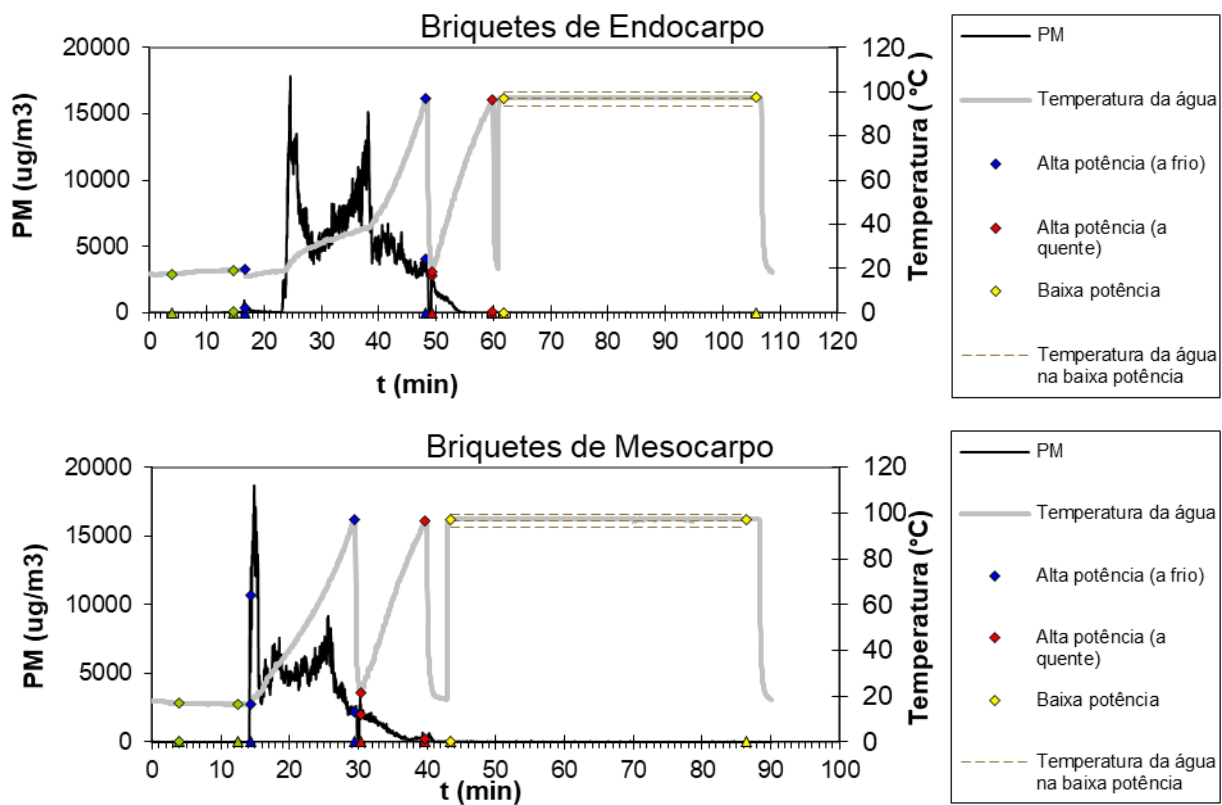 Briquetes de Endocarpo
20000
15000
10000
5000
0
PM (ug/m3)
120
100
80
60
40
20
0
Temperatura ( °C )
0 10 20 30 40 50 60 70 80 90 100 110 120
t (min)
PM
Temperatura da água
Alta potência (a frio)
Alta potência (a
quente)
Baixa potência
Temperatura da água
na baixa potência
Briquetes de Mesocarpo
20000
15000
10000
5000
0
PM (ug/m3)
120
100
80
60
40
20
0
Temperatura (°C)
0 10 20 30 40 50 60 70 80 90 100
t (min)
PM
Temperatura da água
Alta potência (a frio)
Alta potência (a
quente)
Baixa potência
Temperatura da água
na baixa potência